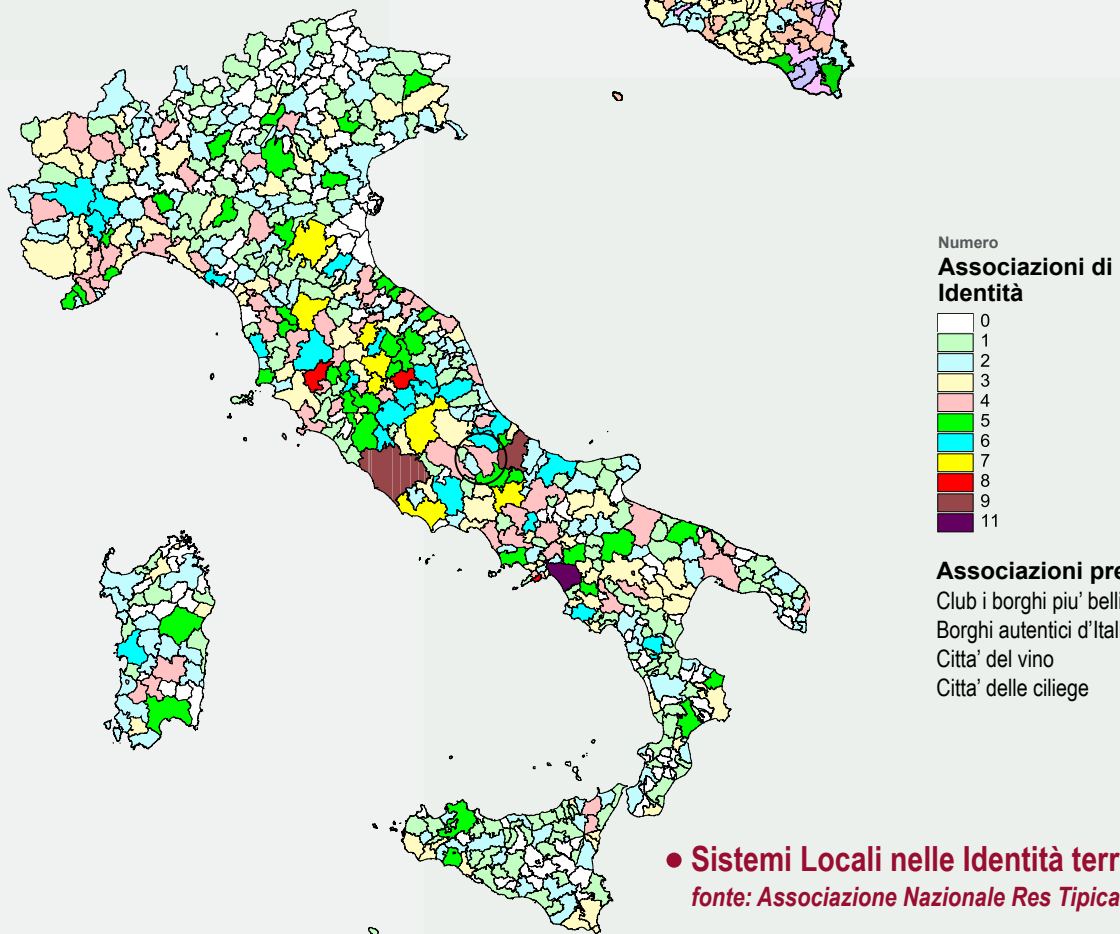 Numero
Associazioni di
Identità
0
1
2
3
4
5
6
7
8
9
11
Associazioni pre
Club i borghi piu' belli
Borghi autentici d'Ital
Citta' del vino
Citta' delle ciliege
• Sistemi Locali nelle Identità terr
fonte: Associazione Nazionale Res Tipica